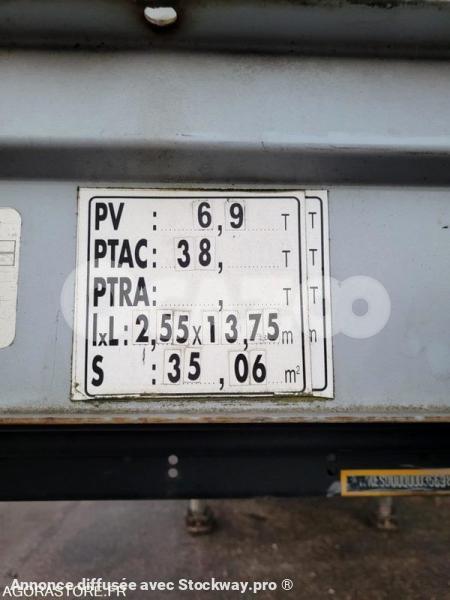 PV : 6,9 T T
PTAC: 38, T T
PTRA: , T T
lxL: 2,55x13,75 m n
S : 35,06 m²
Annonce diffusée avec Stockway.pro ®
AGORASTORE.FR